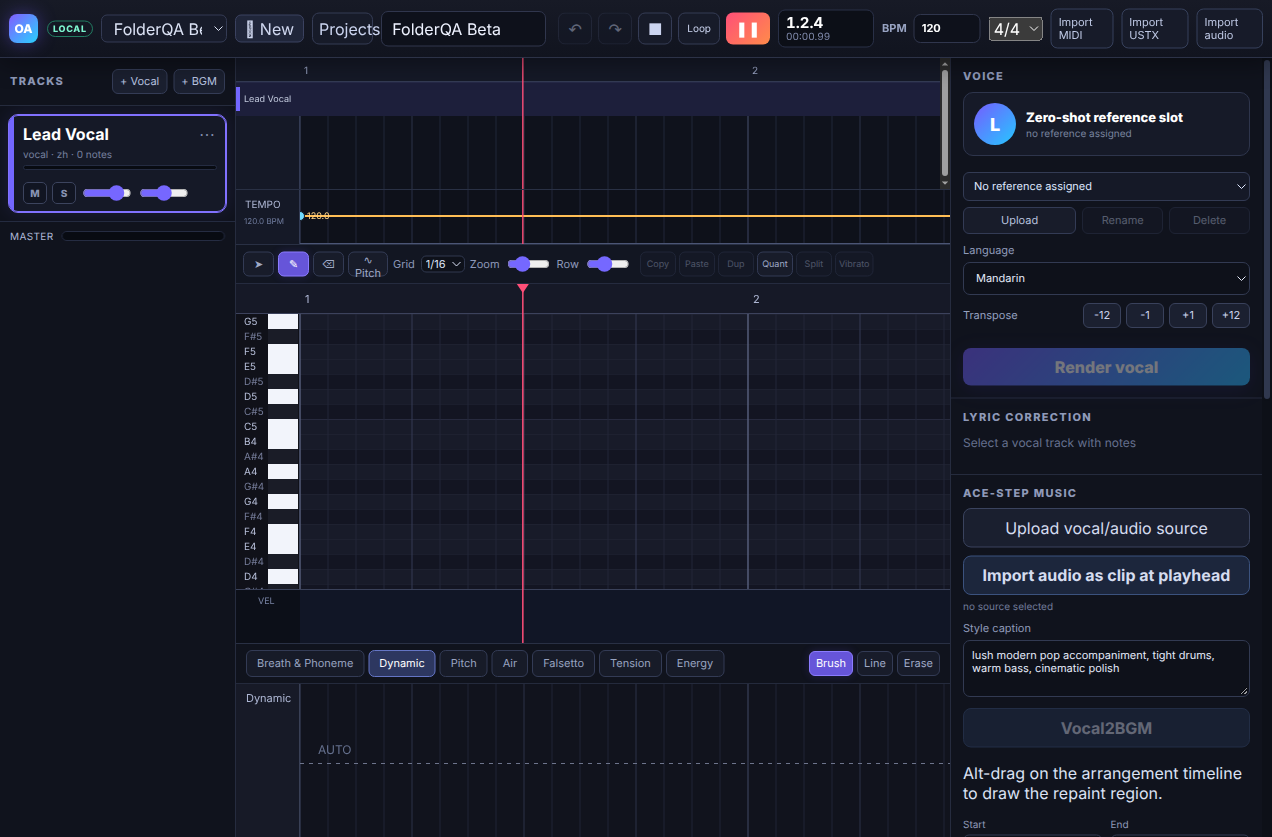 OA LOCAL FolderQA Be New Projects FolderQA Beta Loop 1.2.4 00:00.99 BPM 120 4/4 Import MIDI Import USTX Import audio
TRACKS + Vocal + BGM
Lead Vocal ...
vocal · zh · 0 notes
M S
MASTER
1 2
Lead Vocal
TEMPO
120.0 BPM
120.0
Pitch Grid 1/16 Zoom Row Copy Paste Dup Quant Split Vibrato
1 2
G5
F#5
F5
E5
D#5
D5
C#5
C5
B4
A#4
A4
G#4
G4
F#4
F4
E4
D#4
D4
VEL
Breath & Phoneme Dynamic Pitch Air Falsetto Tension Energy Brush Line Erase
Dynamic
AUTO
VOICE
L Zero-shot reference slot
no reference assigned
No reference assigned
Upload Rename Delete
Language
Mandarin
Transpose -12 -1 +1 +12
Render vocal
LYRIC CORRECTION
Select a vocal track with notes
ACE-STEP MUSIC
Upload vocal/audio source
Import audio as clip at playhead
no source selected
Style caption
lush modern pop accompaniment, tight drums,
warm bass, cinematic polish
Vocal2BGM
Alt-drag on the arrangement timeline
to draw the repaint region.
Start End